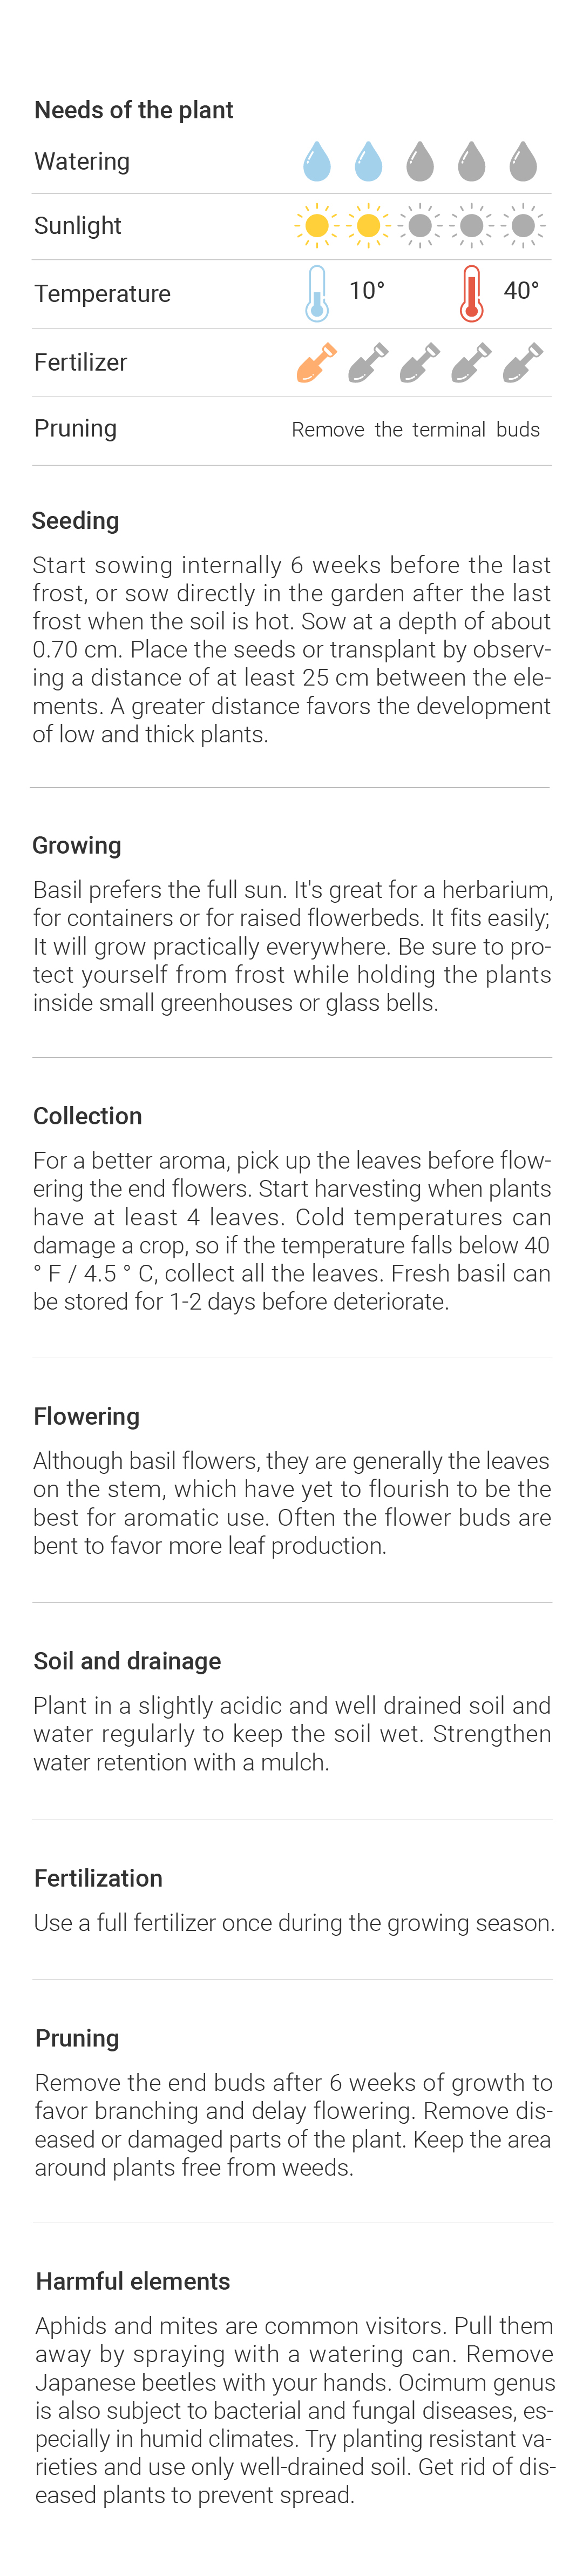 Needs of the plant
Watering
Sunlight
Temperature 10° 40°
Fertilizer
Pruning Remove the terminal buds
Seeding
Start sowing internally 6 weeks before the last
frost, or sow directly in the garden after the last
frost when the soil is hot. Sow at a depth of about
0.70 cm. Place the seeds or transplant by observ-
ing a distance of at least 25 cm between the ele-
ments. A greater distance favors the development
of low and thick plants.
Growing
Basil prefers the full sun. It's great for a herbarium,
for containers or for raised flowerbeds. It fits easily;
It will grow practically everywhere. Be sure to pro-
tect yourself from frost while holding the plants
inside small greenhouses or glass bells.
Collection
For a better aroma, pick up the leaves before flow-
ering the end flowers. Start harvesting when plants
have at least 4 leaves. Cold temperatures can
damage a crop, so if the temperature falls below 40
° F / 4.5 ° C, collect all the leaves. Fresh basil can
be stored for 1-2 days before deteriorate.
Flowering
Although basil flowers, they are generally the leaves
on the stem, which have yet to flourish to be the
best for aromatic use. Often the flower buds are
bent to favor more leaf production.
Soil and drainage
Plant in a slightly acidic and well drained soil and
water regularly to keep the soil wet. Strengthen
water retention with a mulch.
Fertilization
Use a full fertilizer once during the growing season.
Pruning
Remove the end buds after 6 weeks of growth to
favor branching and delay flowering. Remove dis-
eased or damaged parts of the plant. Keep the area
around plants free from weeds.
Harmful elements
Aphids and mites are common visitors. Pull them
away by spraying with a watering can. Remove
Japanese beetles with your hands. Ocimum genus
is also subject to bacterial and fungal diseases, es-
pecially in humid climates. Try planting resistant va-
rieties and use only well-drained soil. Get rid of dis-
eased plants to prevent spread.